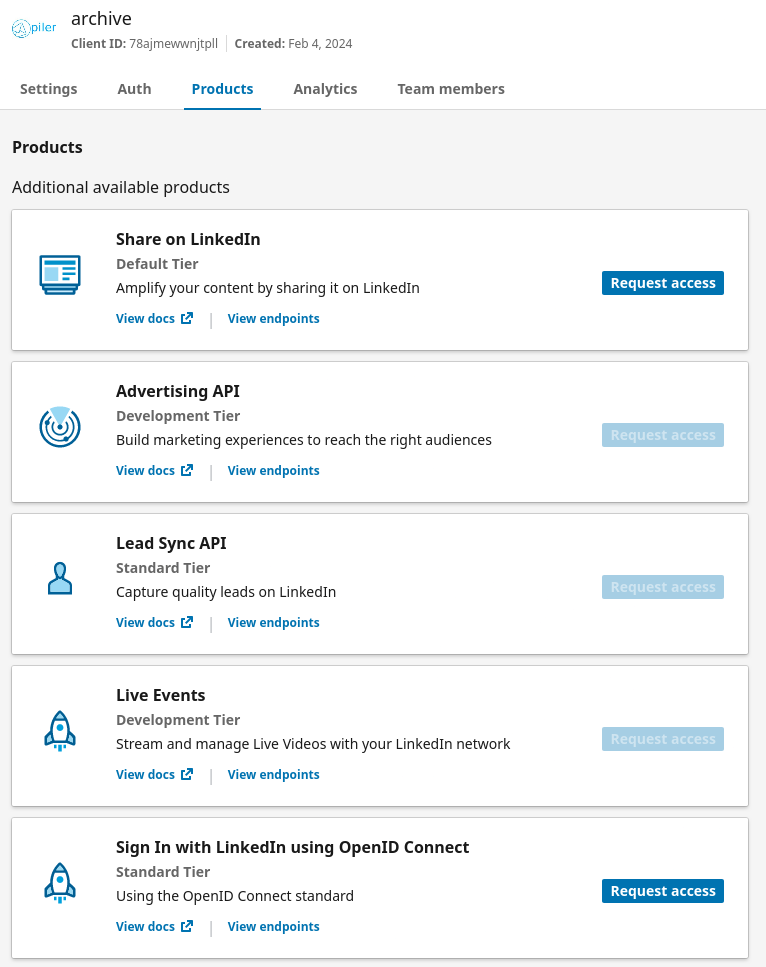 piler
archive
Client ID: 78ajmewwnjtpll Created: Feb 4, 2024
Settings Auth Products Analytics Team members
Products
Additional available products
Share on LinkedIn
Default Tier
Amplify your content by sharing it on LinkedIn
Request access
View docs | View endpoints
Advertising API
Development Tier
Build marketing experiences to reach the right audiences
Request access
View docs | View endpoints
Lead Sync API
Standard Tier
Capture quality leads on LinkedIn
Request access
View docs | View endpoints
Live Events
Development Tier
Stream and manage Live Videos with your LinkedIn network
Request access
View docs | View endpoints
Sign In with LinkedIn using OpenID Connect
Standard Tier
Using the OpenID Connect standard
Request access
View docs | View endpoints